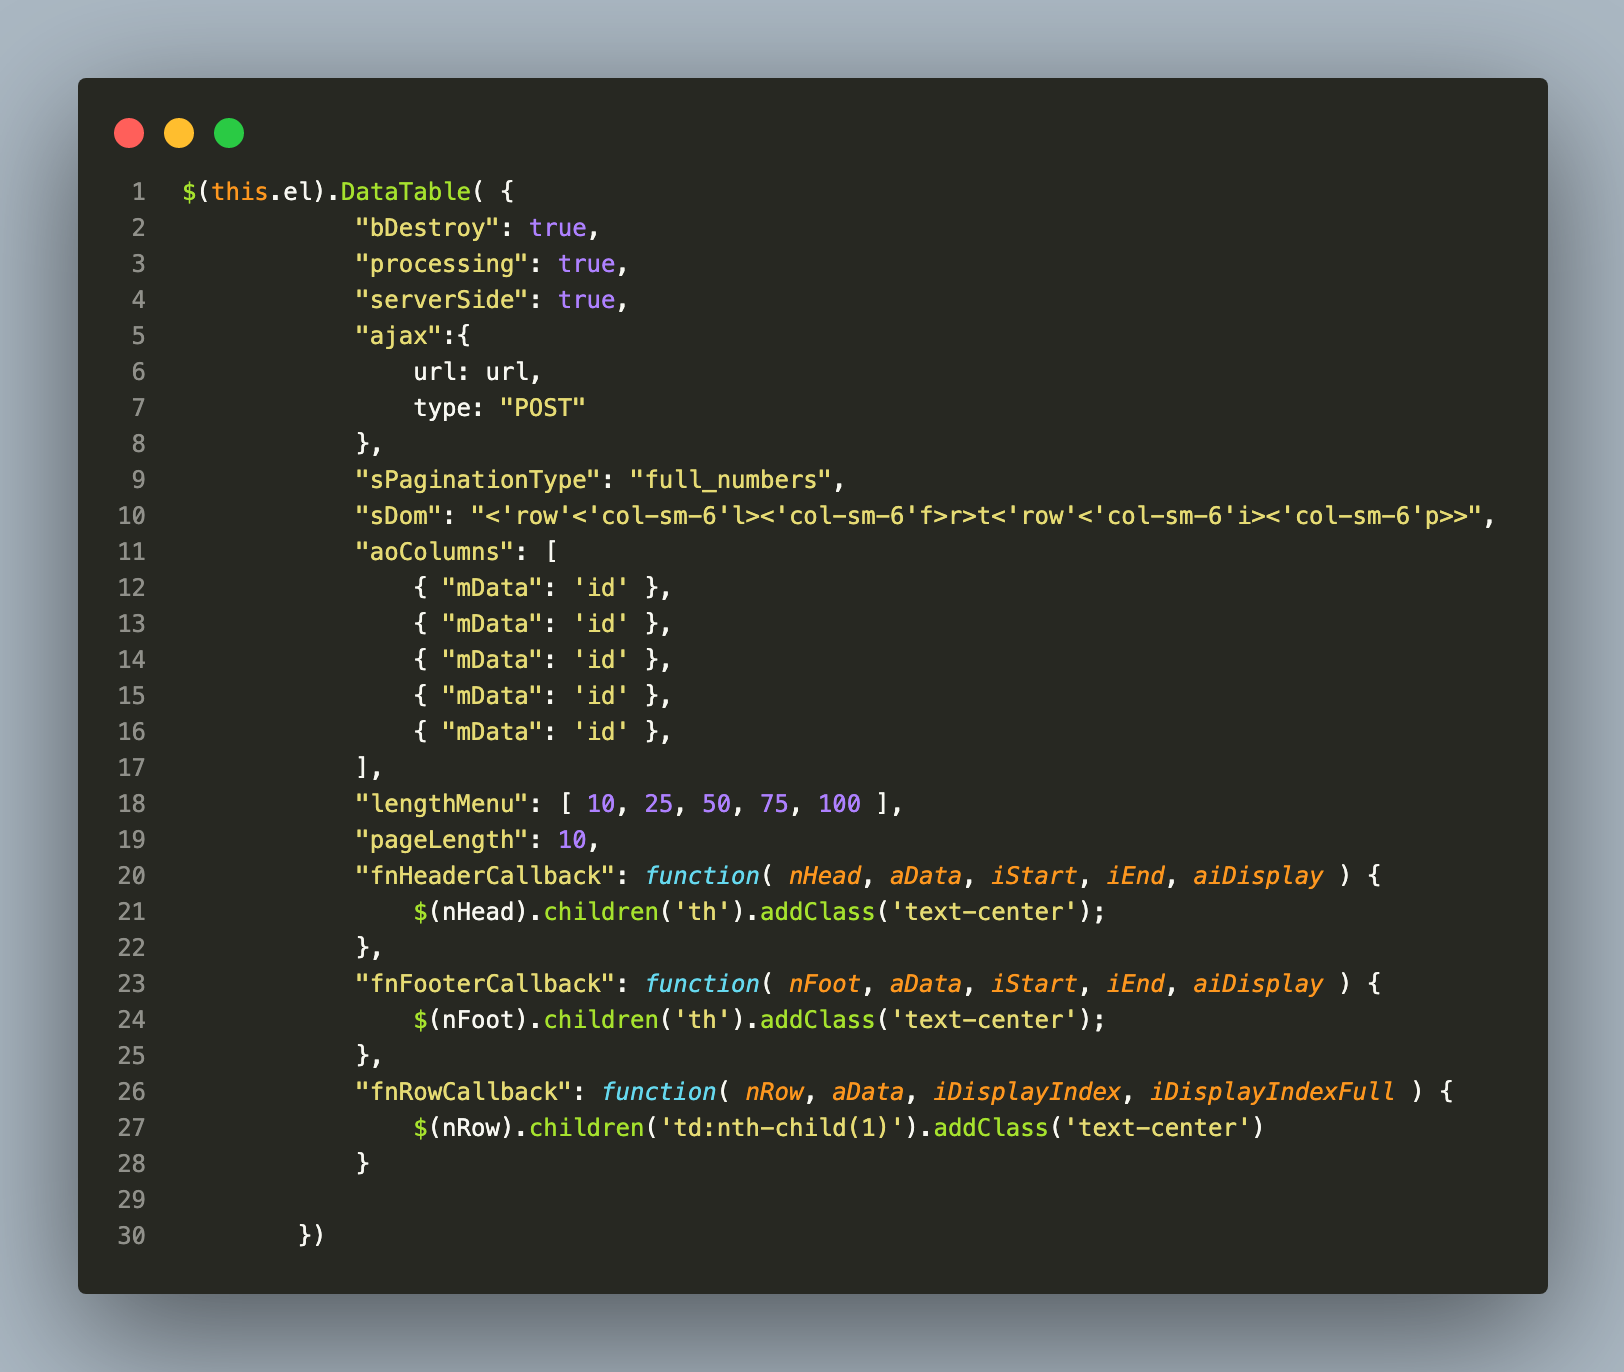 1 $(this.el).DataTable( {
2 "bDestroy": true,
3 "processing": true,
4 "serverSide": true,
5 "ajax":{
6 url: url,
7 type: "POST"
8 },
9 "sPaginationType": "full_numbers",
10 "sDom": "<'row'<'col-sm-6'l><'col-sm-6'f>r>t<'row'<'col-sm-6'i><'col-sm-6'p>>",
11 "aoColumns": [
12 { "mData": 'id' },
13 { "mData": 'id' },
14 { "mData": 'id' },
15 { "mData": 'id' },
16 { "mData": 'id' },
17 ],
18 "lengthMenu": [ 10, 25, 50, 75, 100 ],
19 "pageLength": 10,
20 "fnHeaderCallback": function( nHead, aData, iStart, iEnd, aiDisplay ) {
21 $(nHead).children('th').addClass('text-center');
22 },
23 "fnFooterCallback": function( nFoot, aData, iStart, iEnd, aiDisplay ) {
24 $(nFoot).children('th').addClass('text-center');
25 },
26 "fnRowCallback": function( nRow, aData, iDisplayIndex, iDisplayIndexFull ) {
27 $(nRow).children('td:nth-child(1)').addClass('text-center')
28 }
29
30 })